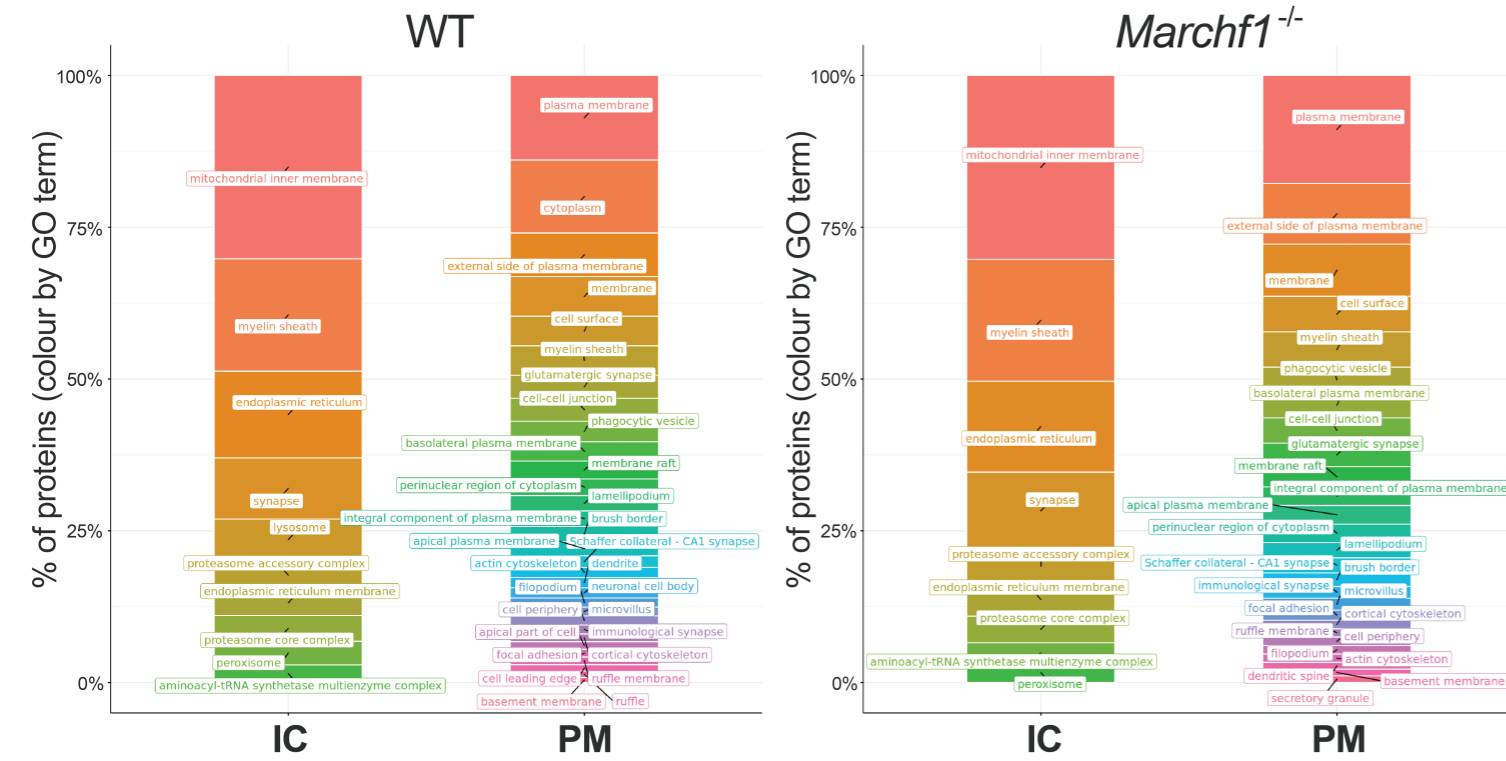 WT
% of proteins (colour by GO term)
100%
75%
50%
25%
0%
mitochondrial inner membrane
myelin sheath
endoplasmic reticulum
synapse
lysosome
proteasome accessory complex
endoplasmic reticulum membrane
proteasome core complex
peroxisome
aminoacyl-tRNA synthetase multienzyme complex
plasma membrane
cytoplasm
external side of plasma membrane
membrane
cell surface
myelin sheath
glutamatergic synapse
cell-cell junction
phagocytic vesicle
basolateral plasma membrane
membrane raft
perinuclear region of cytoplasm
lamellipodium
integral component of plasma membrane
brush border
apical plasma membrane
Schaffer collateral - CA1 synapse
actin cytoskeleton
dendrite
filopodium
neuronal cell body
cell periphery
microvillus
apical part of cell
immunological synapse
focal adhesion
cortical cytoskeleton
cell leading edge
ruffle membrane
basement membrane
ruffle
IC
PM
Marchf1 -/-
% of proteins (colour by GO term)
100%
75%
50%
25%
0%
mitochondrial inner membrane
myelin sheath
endoplasmic reticulum
synapse
proteasome accessory complex
endoplasmic reticulum membrane
proteasome core complex
aminoacyl-tRNA synthetase multienzyme complex
peroxisome
plasma membrane
external side of plasma membrane
membrane
cell surface
myelin sheath
phagocytic vesicle
basolateral plasma membrane
cell-cell junction
glutamatergic synapse
membrane raft
integral component of plasma membrane
apical plasma membrane
perinuclear region of cytoplasm
lamellipodium
Schaffer collateral - CA1 synapse
brush border
immunological synapse
microvillus
focal adhesion
cortical cytoskeleton
ruffle membrane
cell periphery
filopodium
actin cytoskeleton
dendritic spine
basement membrane
secretory granule
IC
PM